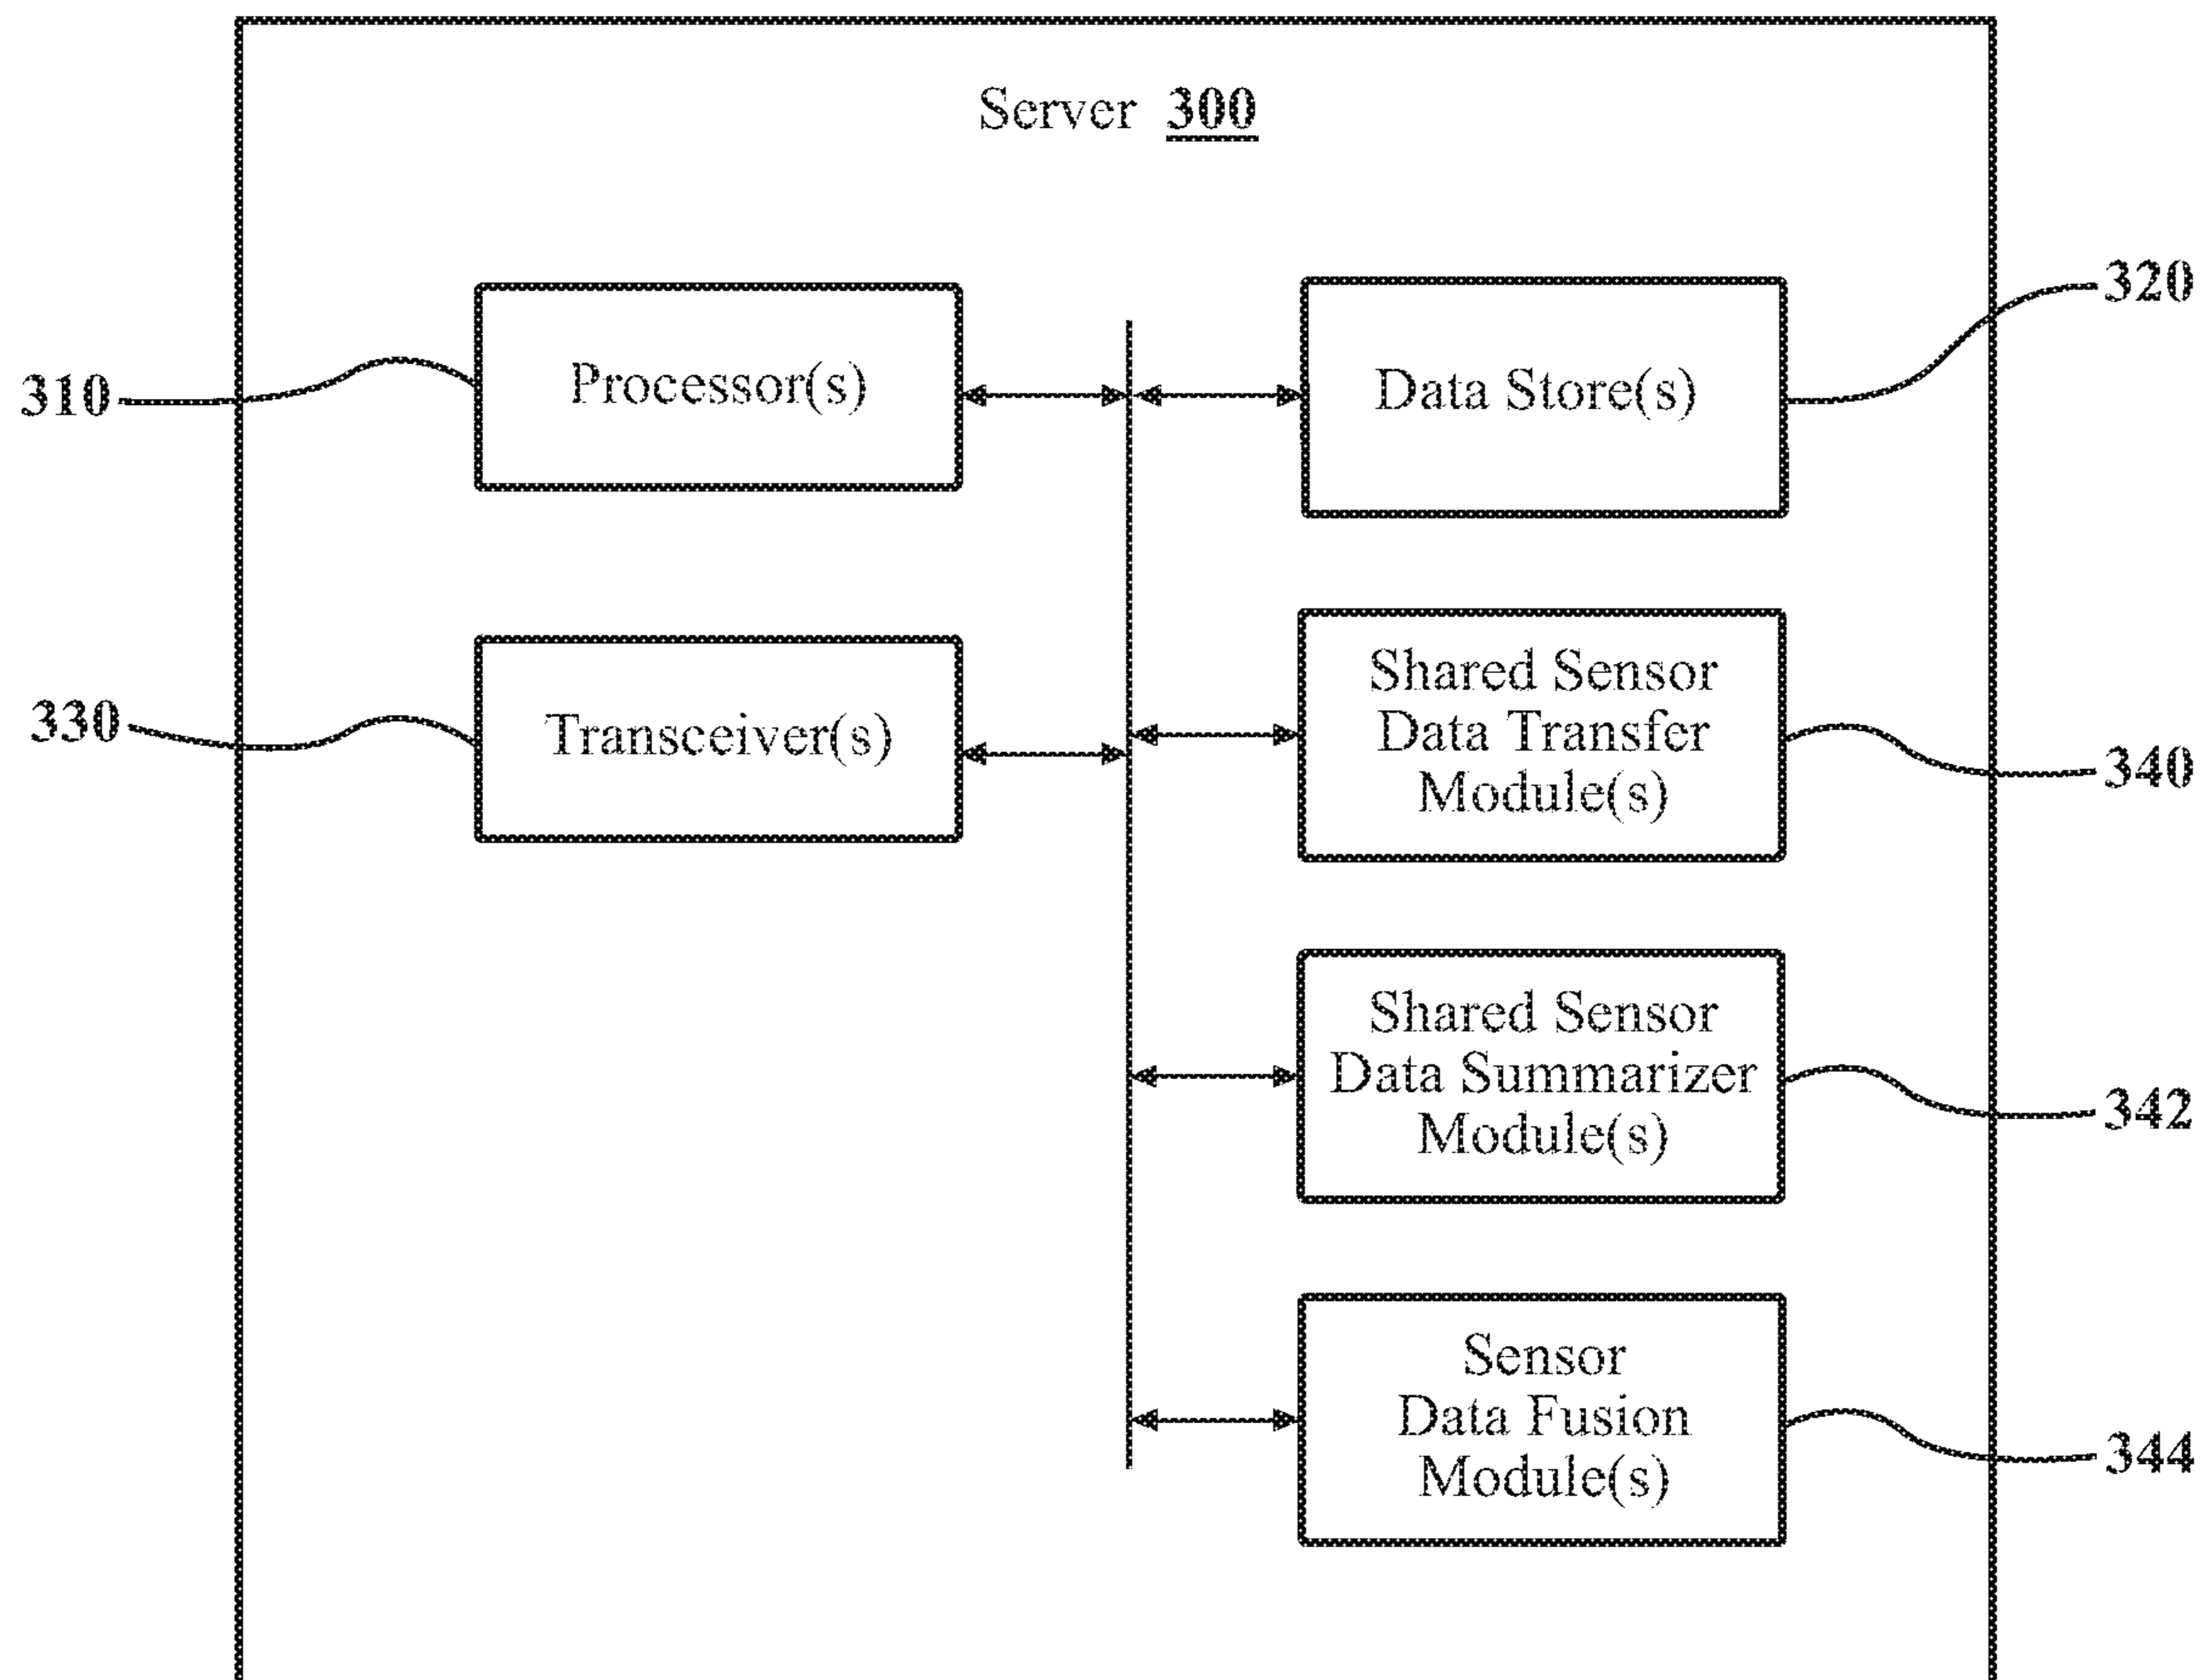 Server 300
310
Processor(s)
Data Store(s)
320
330
Transceiver(s)
Shared Sensor
Data Transfer
Module(s)
340
Shared Sensor
Data Summarizer
Module(s)
342
Sensor
Data Fusion
Module(s)
344